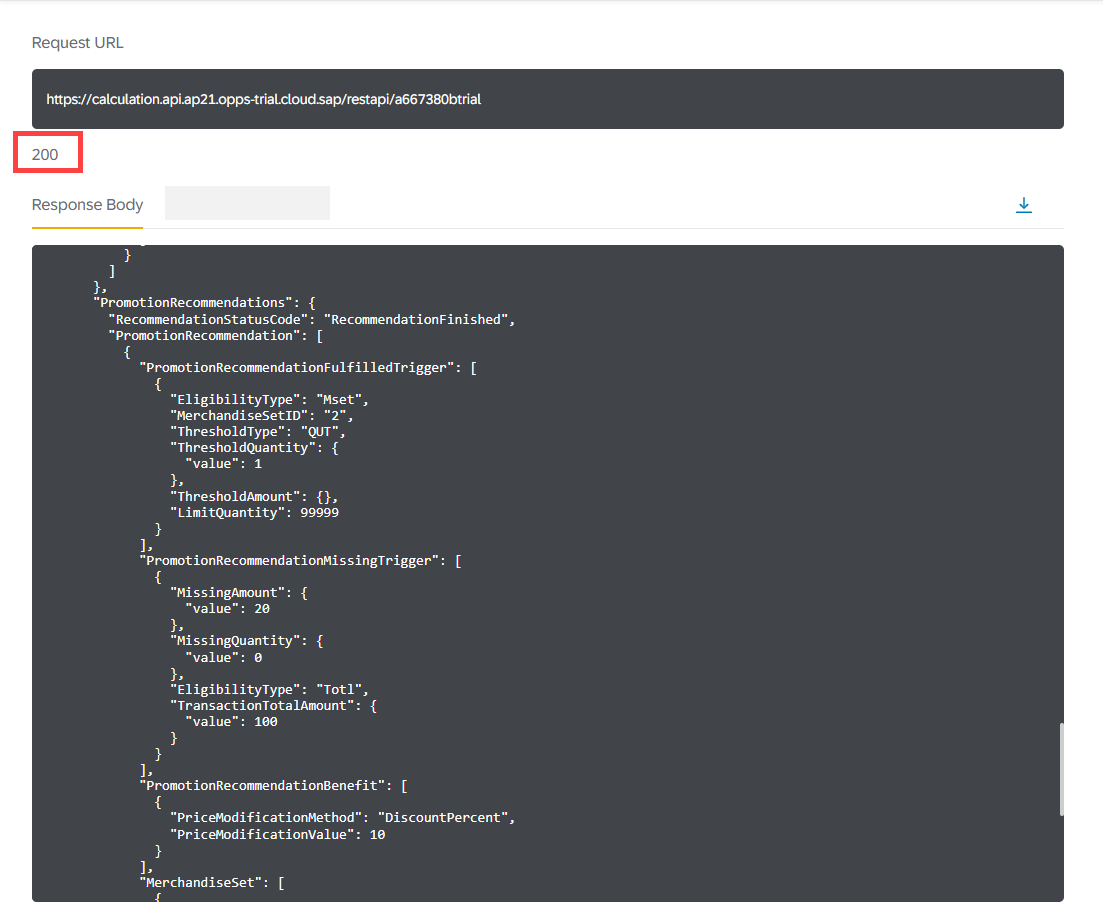 Request URL
https://calculation.api.ap21.opps-trial.cloud.sap/restapi/a667380btrial
200
Response Body
}
]
},
"PromotionRecommendations": {
"RecommendationStatusCode": "RecommendationFinished",
"PromotionRecommendation": [
{
"PromotionRecommendationFulfilledTrigger": [
{
"EligibilityType": "Mset",
"MerchandiseSetID": "2",
"ThresholdType": "QUT",
"ThresholdQuantity": {
"value": 1
},
"ThresholdAmount": {},
"LimitQuantity": 99999
}
],
"PromotionRecommendationMissingTrigger": [
{
"MissingAmount": {
"value": 20
},
"MissingQuantity": {
"value": 0
},
"EligibilityType": "Totl",
"TransactionTotalAmount": {
"value": 100
}
}
],
"PromotionRecommendationBenefit": [
{
"PriceModificationMethod": "DiscountPercent",
"PriceModificationValue": 10
}
],
"MerchandiseSet": [
{